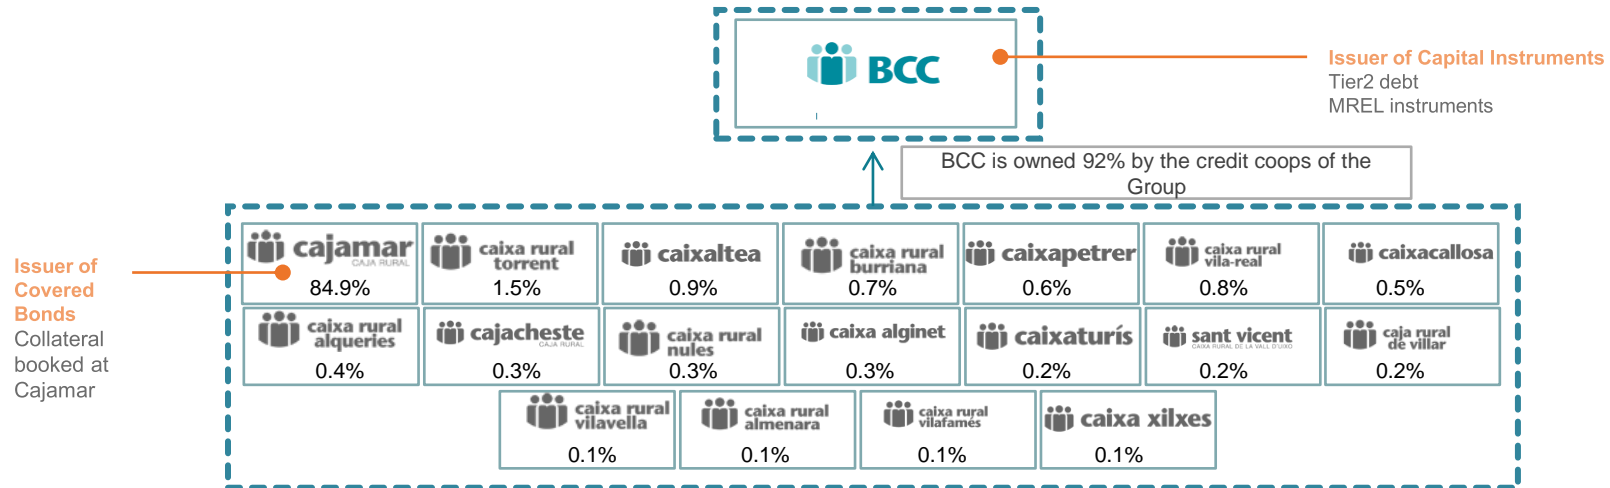 BCC
Issuer of Capital Instruments
Tier2 debt
MREL instruments
BCC is owned 92% by the credit coops of the
Group
Issuer of
Covered
Bonds
Collateral
booked at
Cajamar
cajamar
CAJA RURAL
84.9%
caixa rural
torrent
1.5%
caixaltea
0.9%
caixa rural
burriana
0.7%
caixapetrer
0.6%
caixa rural
vila-real
0.8%
caixacallosa
0.5%
caixa rural
alqueries
0.4%
cajacheste
CAJA RURAL
0.3%
caixa rural
nules
0.3%
caixa alginet
0.3%
caixaturís
0.2%
sant vicent
CAIXA RURAL DE LA VALL D'UIXO
0.2%
caja rural
de villar
0.2%
caixa rural
vilavella
0.1%
caixa rural
almenara
0.1%
caixa rural
vilafamés
0.1%
caixa xilxes
0.1%